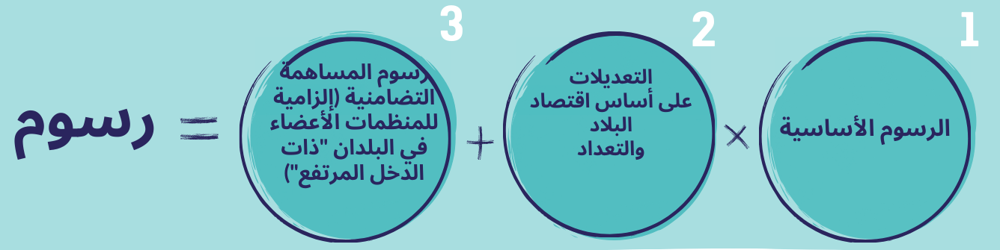 1
الرسوم الأساسية
×
2
التعديلات
على أساس اقتصاد
البلاد
والتعداد
+
3
رسوم المساهمة
التضامنية (إلزامية
للمنظمات الأعضاء
في البلدان "ذات
الدخل المرتفع")
=
رسوم